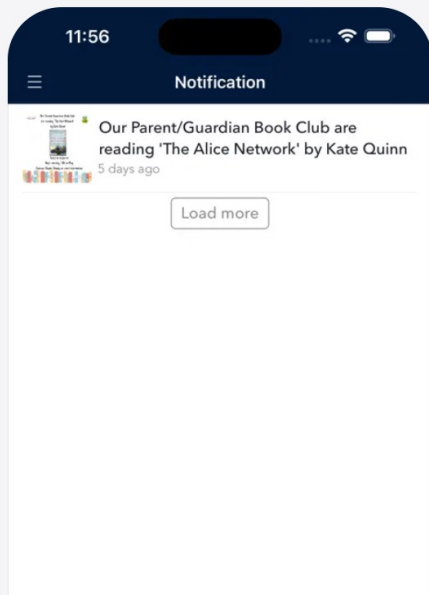 11:56
Notification
Our Parent/Guardian Book Club are
reading 'The Alice Network' by Kate Quinn
5 days ago
Load more